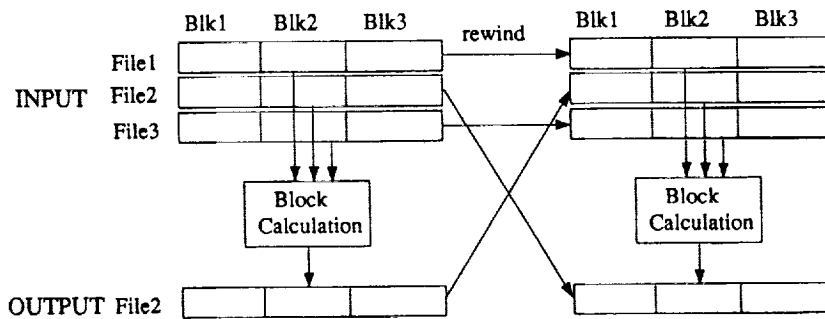 Blk1 Blk2 Blk3 Blk1 Blk2 Blk3
rewind
File1
INPUT File2
File3
Block Calculation
Block Calculation
OUTPUT File2